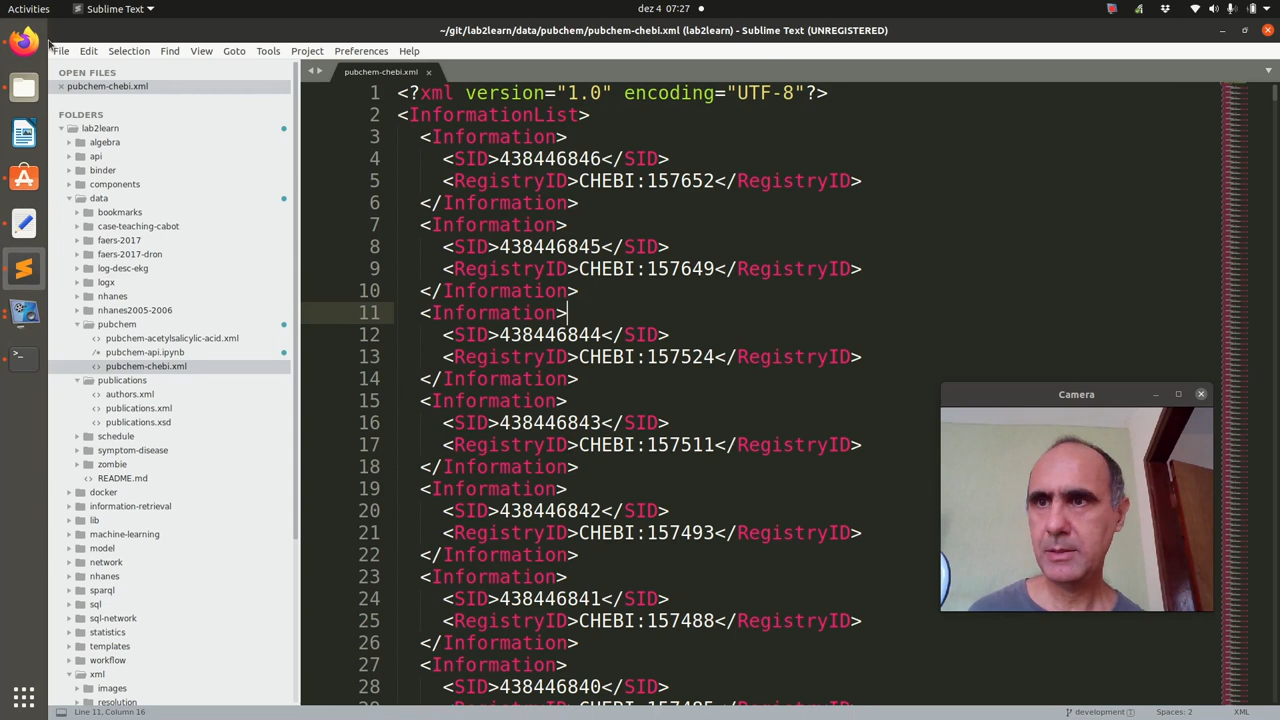 Activities
Sublime Text
dez 4 07:27
~/git/lab2learn/data/pubchem/pubchem-chebi.xml (lab2learn) - Sublime Text (UNREGISTERED)
File Edit Selection Find View Goto Tools Project Preferences Help
OPEN FILES
pubchem-chebi.xml
FOLDERS
lab2learn
algebra
api
binder
components
data
bookmarks
case-teaching-cabot
faers-2017
faers-2017-dron
log-desc-ekg
logx
nhanes
nhanes2005-2006
pubchem
pubchem-acetylsalicylic-acid.xml
pubchem-api.ipynb
pubchem-chebi.xml
publications
authors.xml
publications.xml
publications.xsd
schedule
symptom-disease
zombie
README.md
docker
information-retrieval
lib
machine-learning
model
network
nhanes
sparql
sql
sql-network
statistics
templates
workflow
xml
images
resolution
pubchem-chebi.xml
1 <?xml version="1.0" encoding="UTF-8"?>
2 <InformationList>
3 <Information>
4 <SID>438446846</SID>
5 <RegistryID>CHEBI:157652</RegistryID>
6 </Information>
7 <Information>
8 <SID>438446845</SID>
9 <RegistryID>CHEBI:157649</RegistryID>
10 </Information>
11 <Information>
12 <SID>438446844</SID>
13 <RegistryID>CHEBI:157524</RegistryID>
14 </Information>
15 <Information>
16 <SID>438446843</SID>
17 <RegistryID>CHEBI:157511</RegistryID>
18 </Information>
19 <Information>
20 <SID>438446842</SID>
21 <RegistryID>CHEBI:157493</RegistryID>
22 </Information>
23 <Information>
24 <SID>438446841</SID>
25 <RegistryID>CHEBI:157488</RegistryID>
26 </Information>
27 <Information>
28 <SID>438446840</SID>
Camera
Line 11, Column 16
development
Spaces: 2
XML